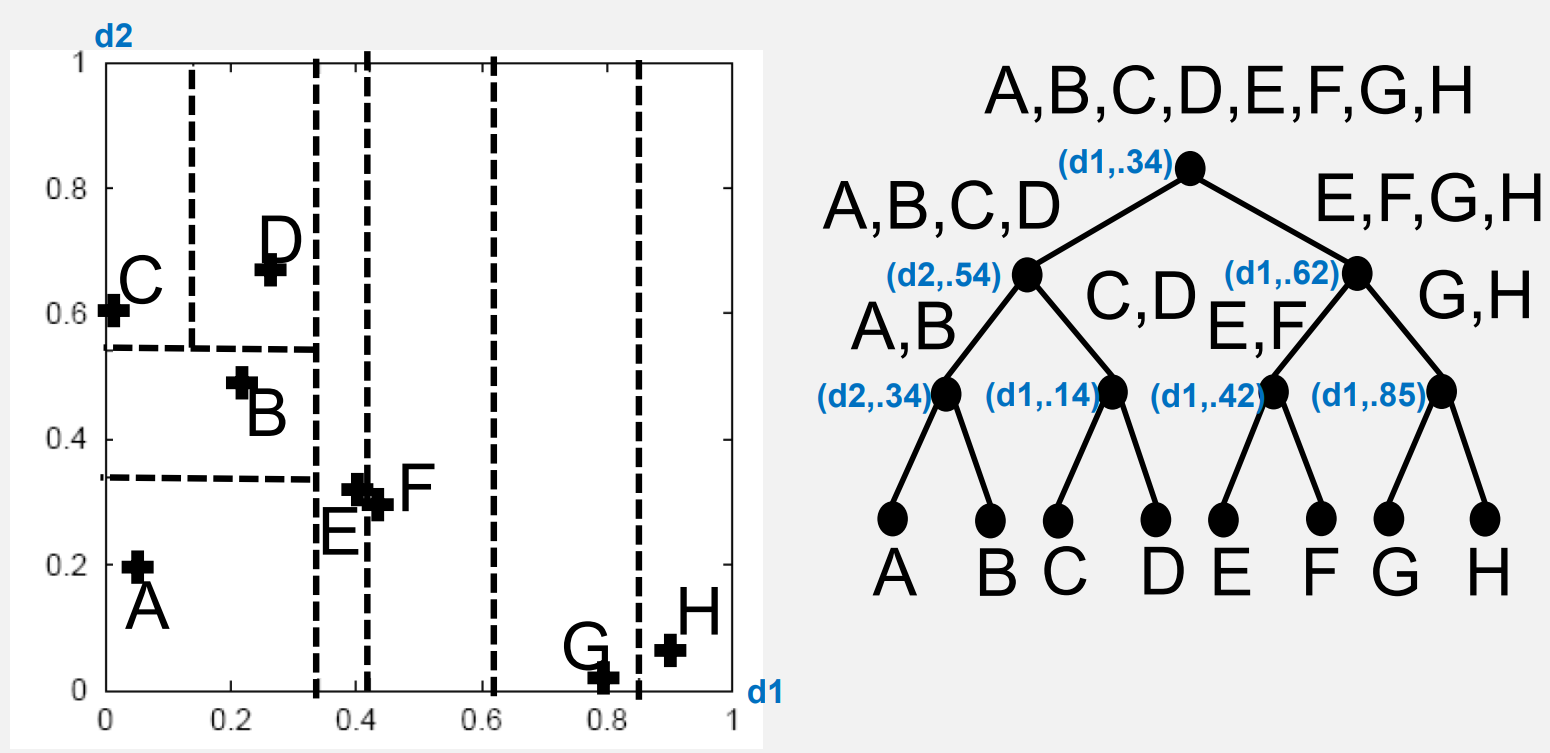 d2
1
0.8
0.6
0.4
0.2
0
0 0.2 0.4 0.6 0.8 1
d1
C
D
B
E
F
A
G
H
A,B,C,D,E,F,G,H
(d1,.34)
A,B,C,D
E,F,G,H
(d2,.54)
(d1,.62)
A,B
C,D
E,F
G,H
(d2,.34)
(d1,.14)
(d1,.42)
(d1,.85)
A B C D E F G H